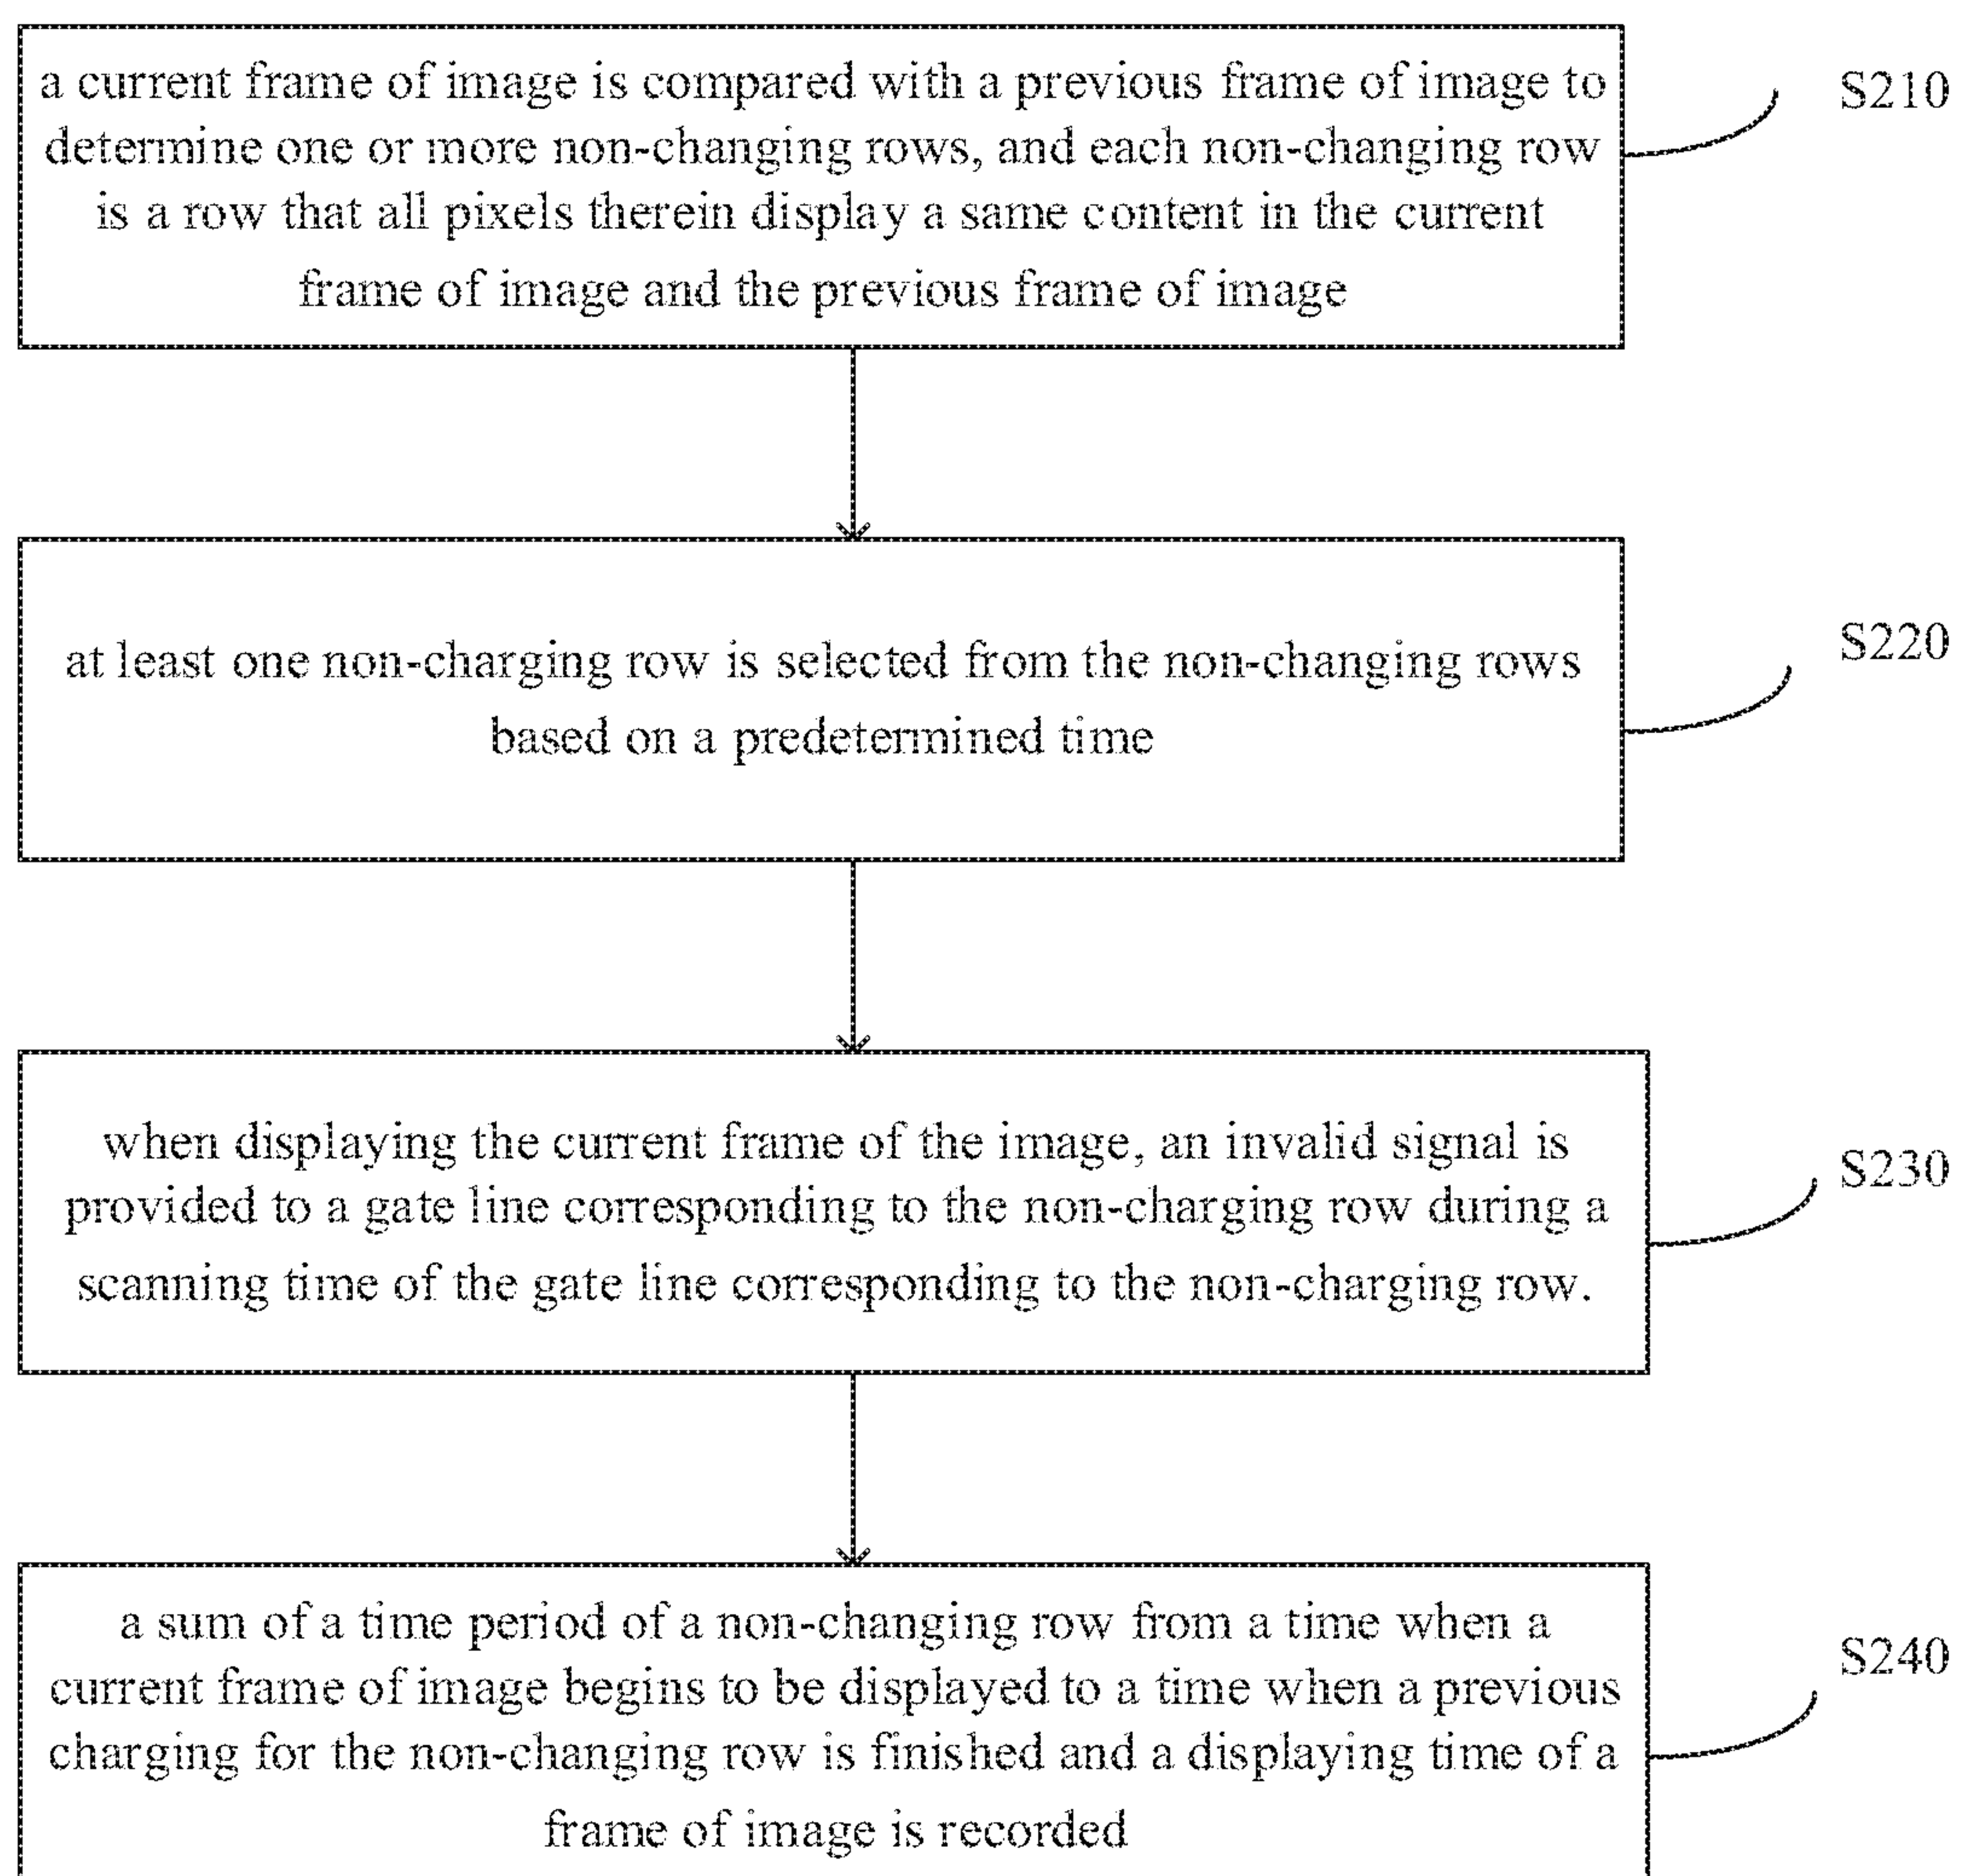 a current frame of image is compared with a previous frame of image to
determine one or more non-changing rows, and each non-changing row
is a row that all pixels therein display a same content in the current
frame of image and the previous frame of image
S210
at least one non-charging row is selected from the non-changing rows
based on a predetermined time
S220
when displaying the current frame of the image, an invalid signal is
provided to a gate line corresponding to the non-charging row during a
scanning time of the gate line corresponding to the non-charging row.
S230
a sum of a time period of a non-changing row from a time when a
current frame of image begins to be displayed to a time when a previous
charging for the non-changing row is finished and a displaying time of a
frame of image is recorded
S240